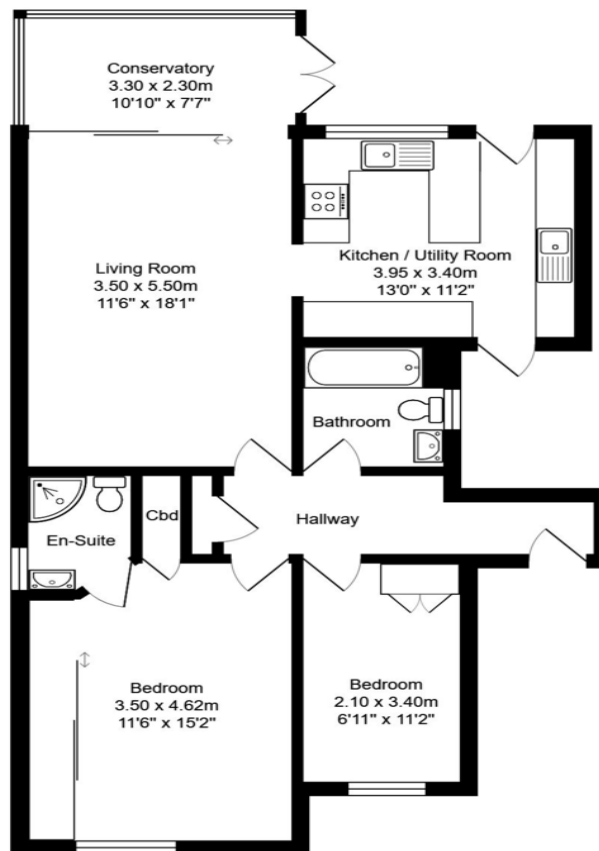 Conservatory
3.30 x 2.30m
10'10" x 7'7"
Kitchen / Utility Room
3.95 x 3.40m
13'0" x 11'2"
Living Room
3.50 x 5.50m
11'6" x 18'1"
Bathroom
Cbd
Hallway
En-Suite
Bedroom
3.50 x 4.62m
11'6" x 15'2"
Bedroom
2.10 x 3.40m
6'11" x 11'2"